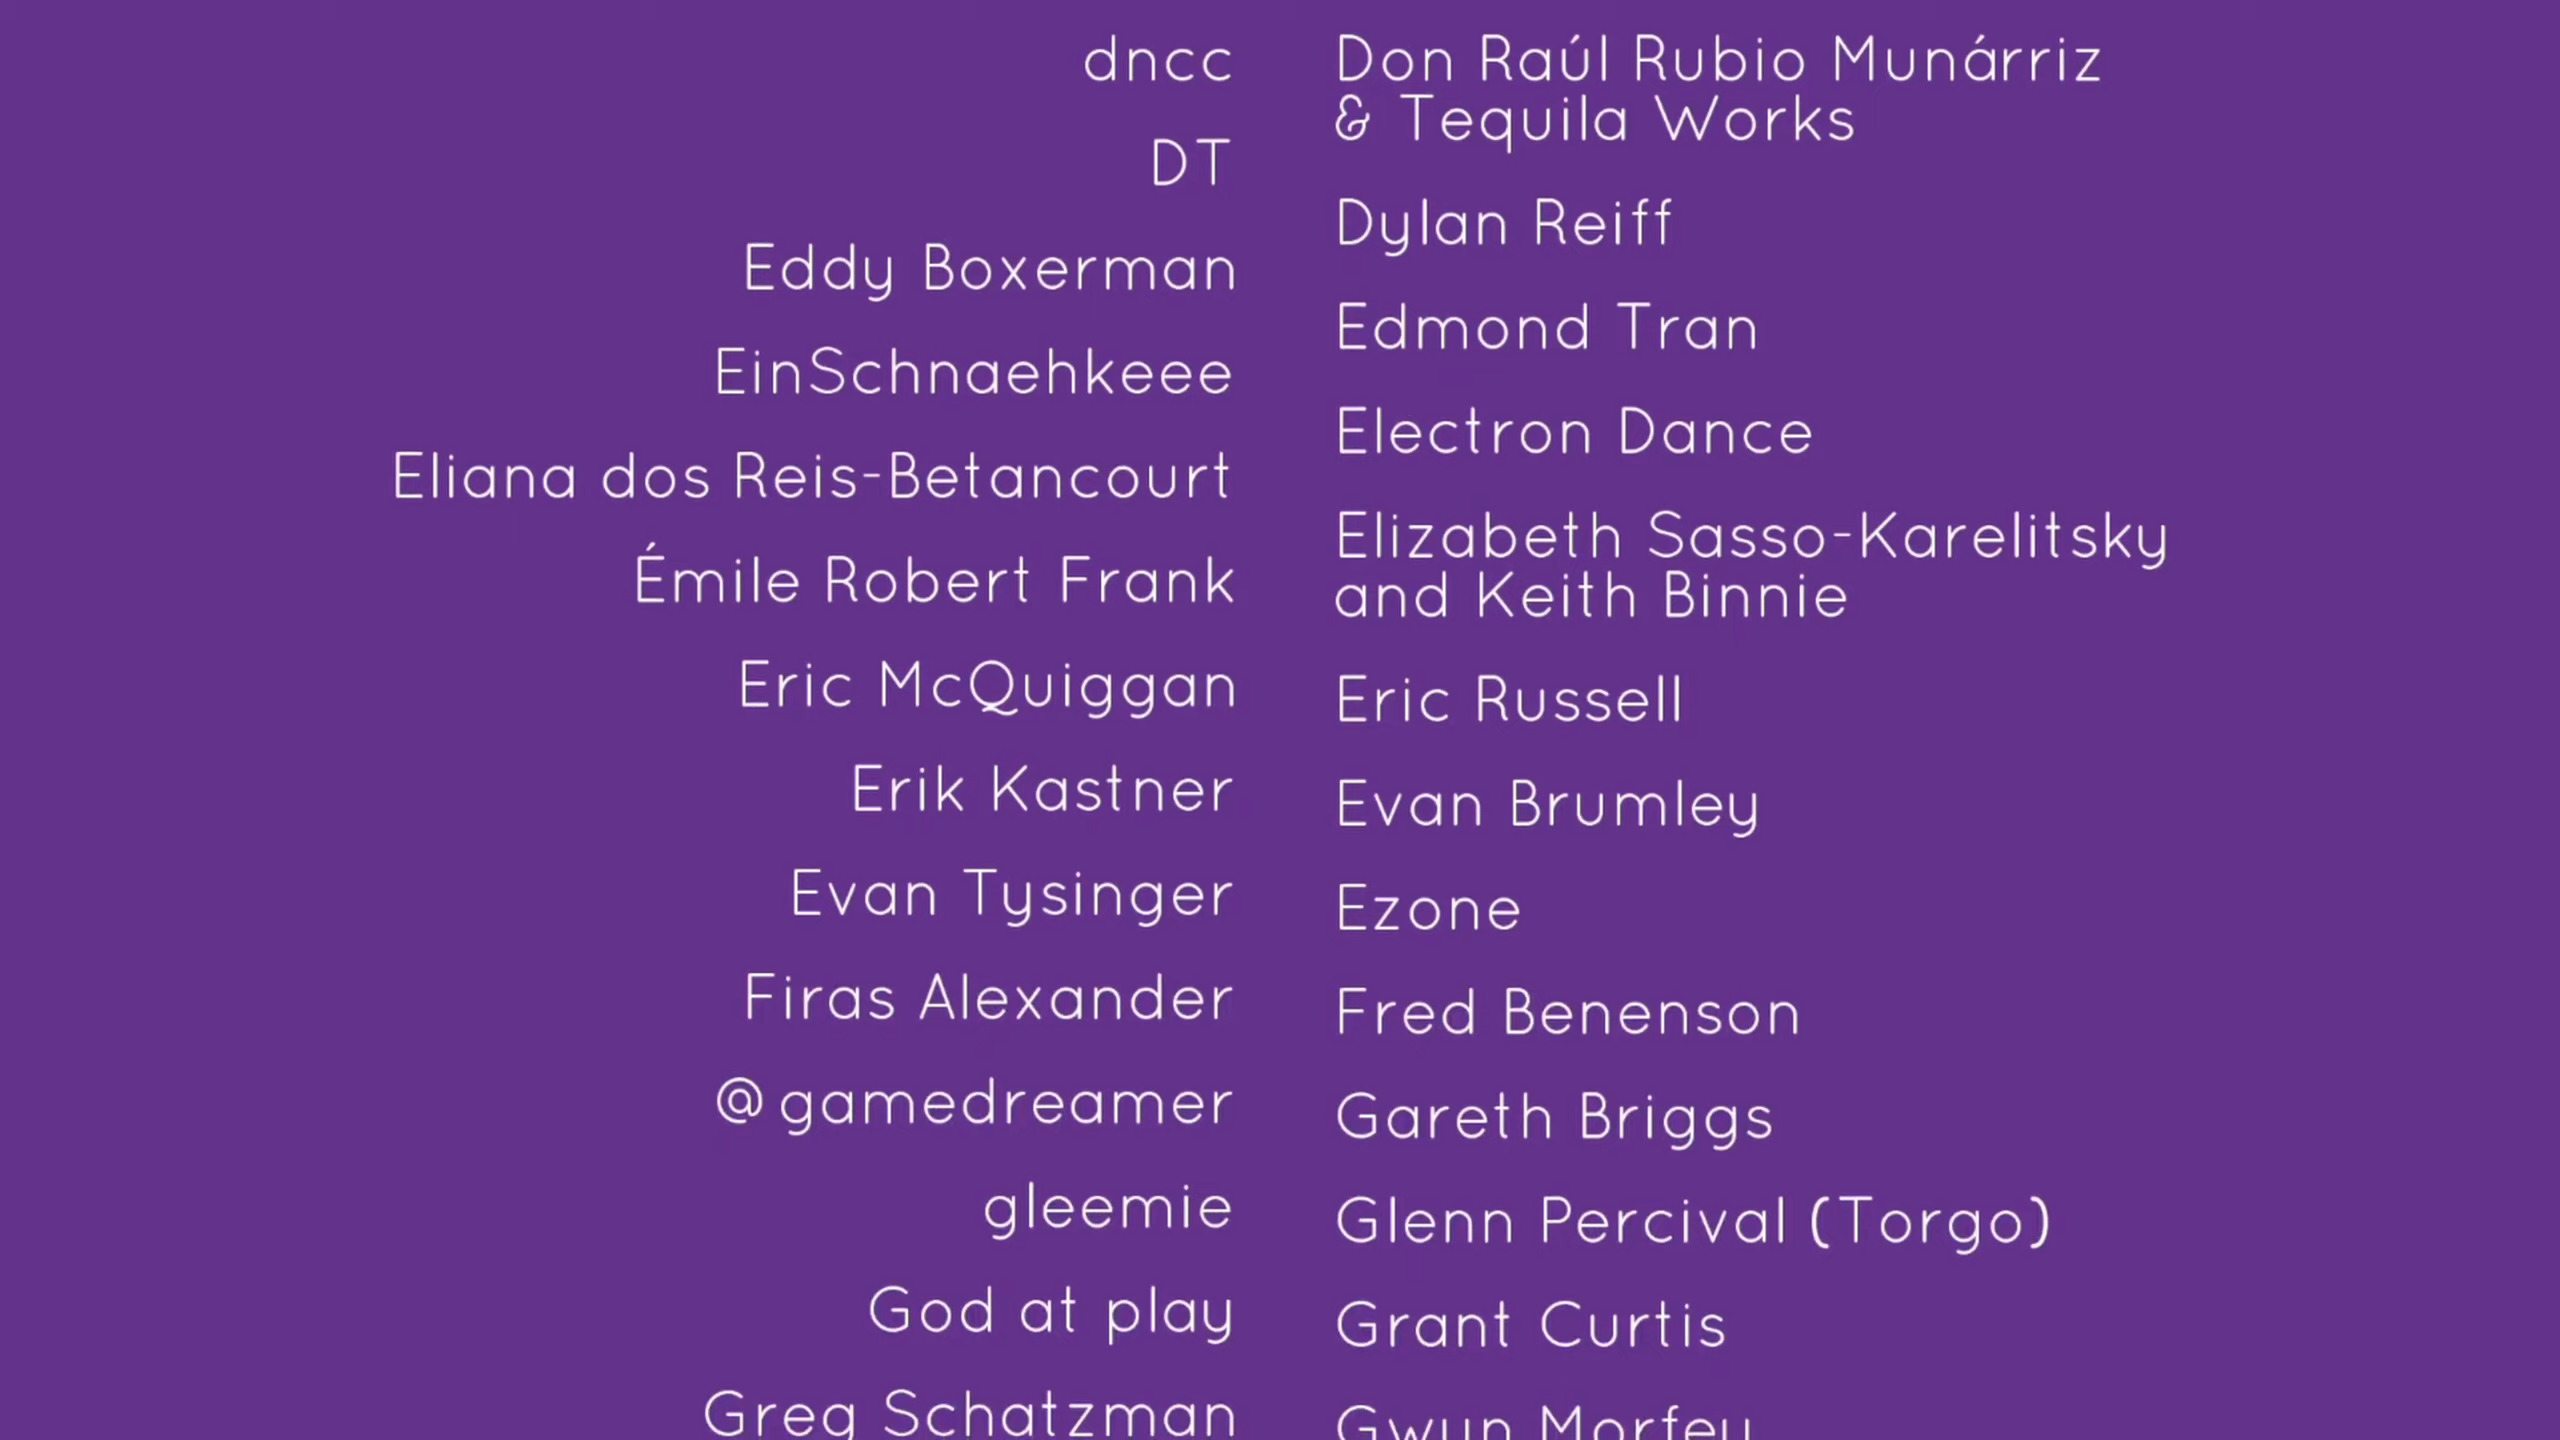 dncc
DT
Eddy Boxerman
EinSchnaehkeee
Eliana dos Reis-Betancourt
Émile Robert Frank
Eric McQuiggan
Erik Kastner
Evan Tysinger
Firas Alexander
@gamedreamer
gleemie
God at play
Greg Schatzman
Don Raúl Rubio Munárriz
& Tequila Works
Dylan Reiff
Edmond Tran
Electron Dance
Elizabeth Sasso-Karelitsky
and Keith Binnie
Eric Russell
Evan Brumley
Ezone
Fred Benenson
Gareth Briggs
Glenn Percival (Torgo)
Grant Curtis
Gwyn Morfey